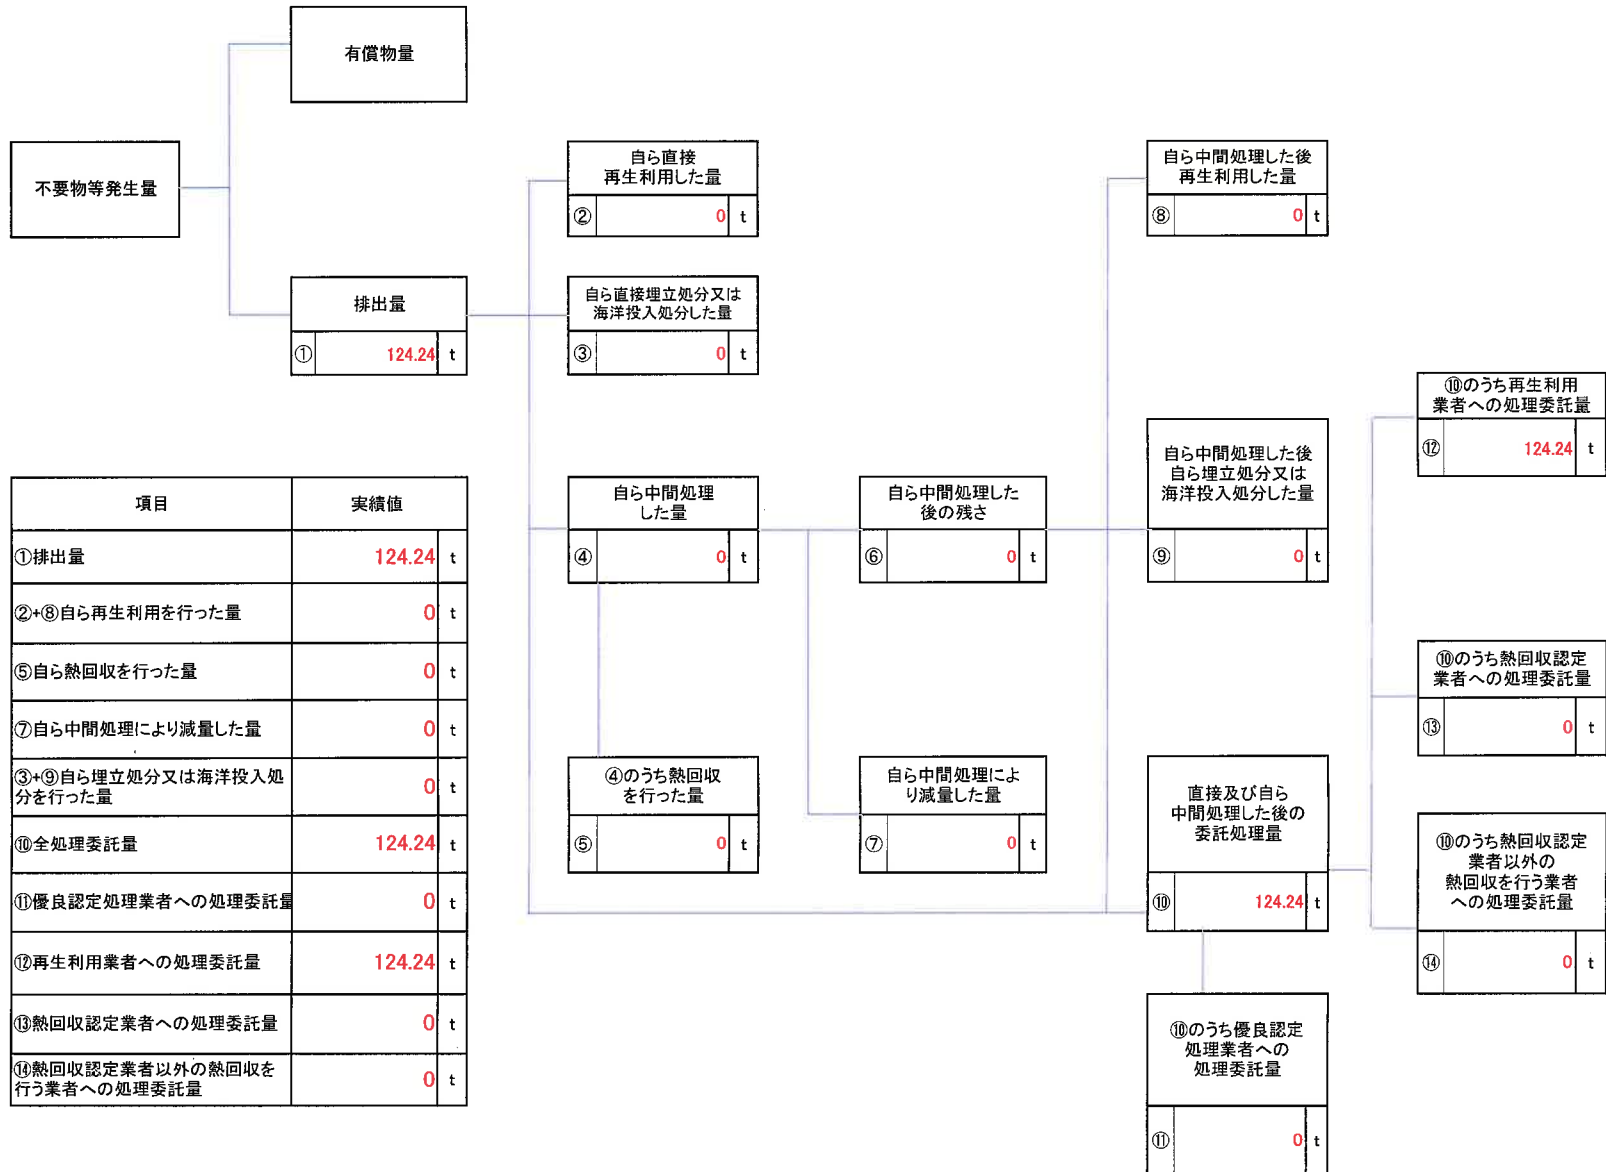 有償物量
不要物等発生量
排出量
① 124.24 t
自ら直接
再生利用した量
② 0 t
自ら直接埋立処分又は
海洋投入処分した量
③ 0 t
自ら中間処理
した量
④ 0 t
④のうち熱回収
を行った量
⑤ 0 t
自ら中間処理した
後の残さ
⑥ 0 t
自ら中間処理によ
り減量した量
⑦ 0 t
自ら中間処理した後
再生利用した量
⑧ 0 t
自ら中間処理した後
自ら埋立処分又は
海洋投入処分した量
⑨ 0 t
直接及び自ら
中間処理した後の
委託処理量
⑩ 124.24 t
⑩のうち優良認定
処理業者への
処理委託量
⑪ 0 t
⑩のうち再生利用
業者への処理委託量
⑫ 124.24 t
⑩のうち熱回収認定
業者への処理委託量
⑬ 0 t
⑩のうち熱回収認定
業者以外の
熱回収を行う業者
への処理委託量
⑭ 0 t
項目 実績値
①排出量 124.24 t
②+⑧自ら再生利用を行った量 0 t
⑤自ら熱回収を行った量 0 t
⑦自ら中間処理により減量した量 0 t
③+⑨自ら埋立処分又は海洋投入処
分を行った量 0 t
⑩全処理委託量 124.24 t
⑪優良認定処理業者への処理委託量 0 t
⑫再生利用業者への処理委託量 124.24 t
⑬熱回収認定業者への処理委託量 0 t
⑭熱回収認定業者以外の熱回収を
行う業者への処理委託量 0 t